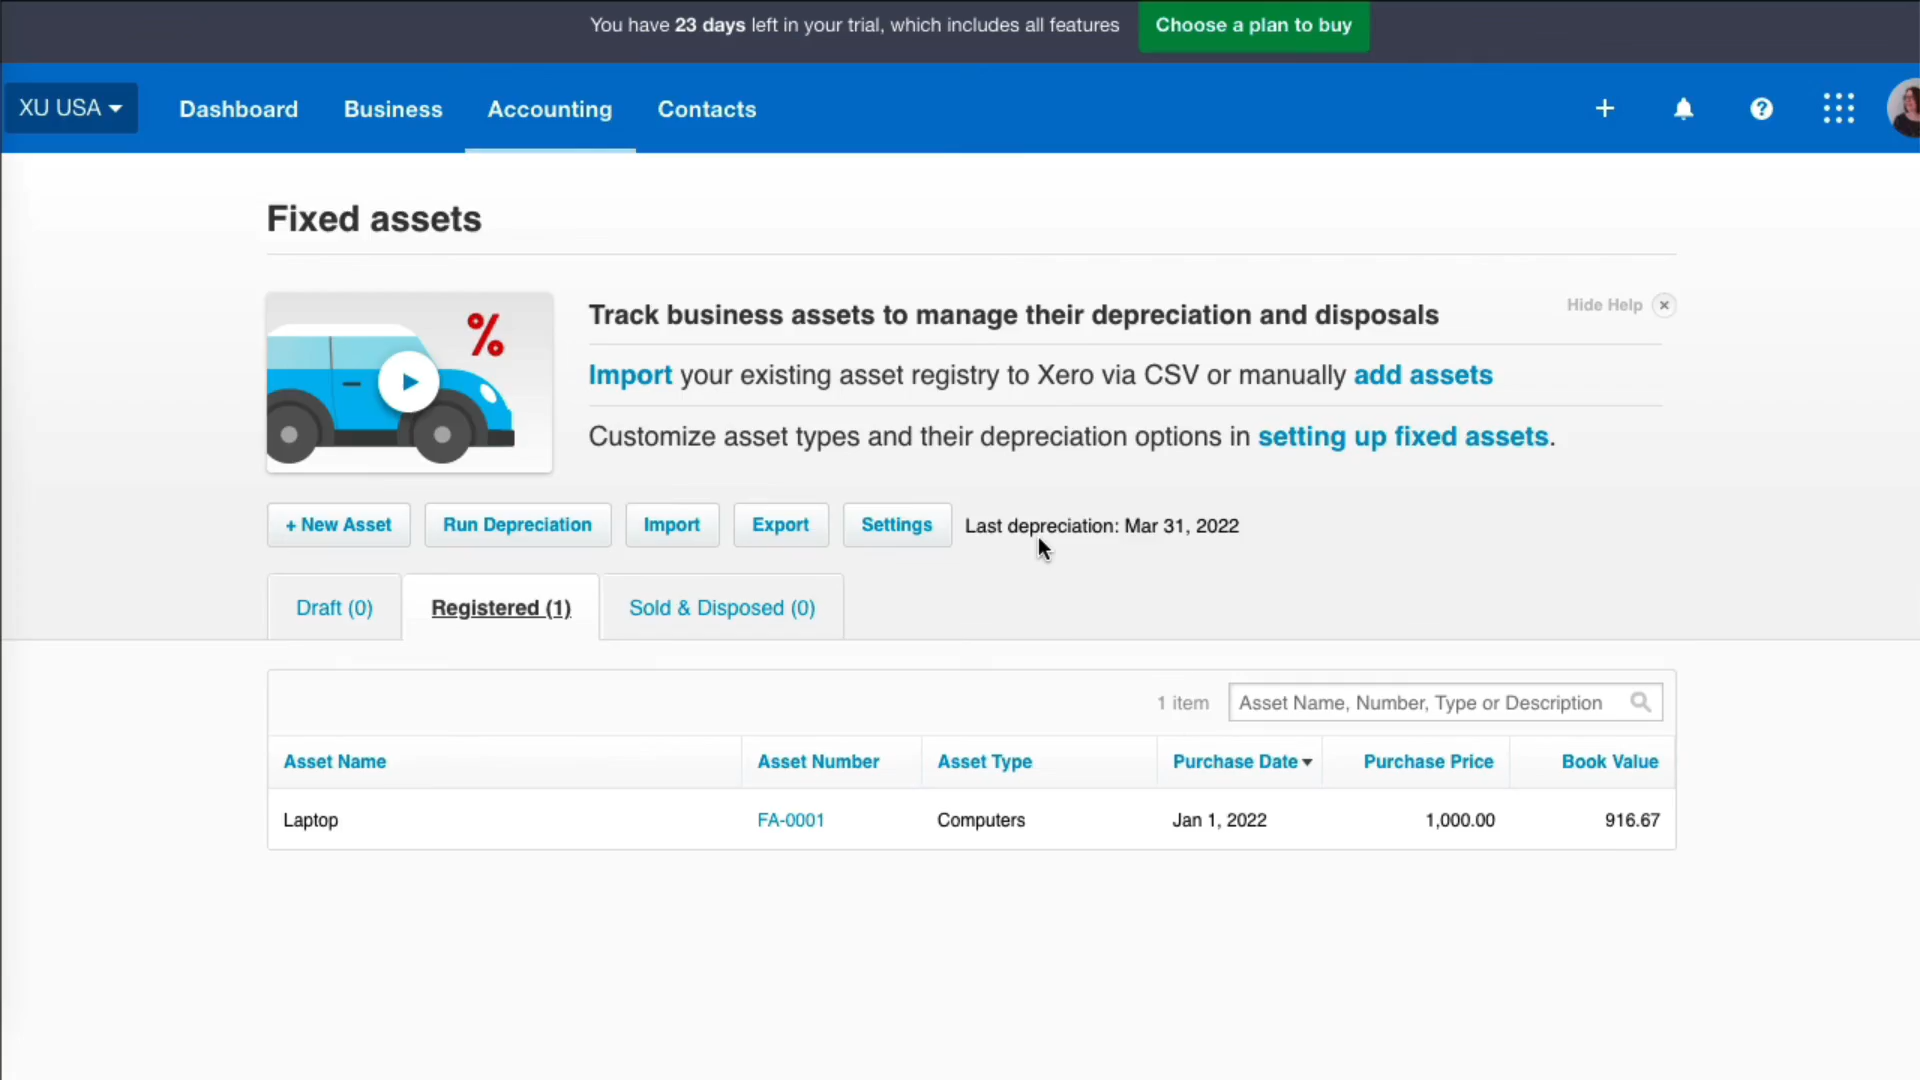 You have 23 days left in your trial, which includes all features
Choose a plan to buy
XU USA
Dashboard
Business
Accounting
Contacts
Fixed assets
%
Track business assets to manage their depreciation and disposals
Hide Help
Import your existing asset registry to Xero via CSV or manually add assets
Customize asset types and their depreciation options in setting up fixed assets.
+ New Asset
Run Depreciation
Import
Export
Settings
Last depreciation: Mar 31, 2022
Draft (0)
Registered (1)
Sold & Disposed (0)
1 item
Asset Name, Number, Type or Description
Asset Name
Asset Number
Asset Type
Purchase Date
Purchase Price
Book Value
Laptop
FA-0001
Computers
Jan 1, 2022
1,000.00
916.67